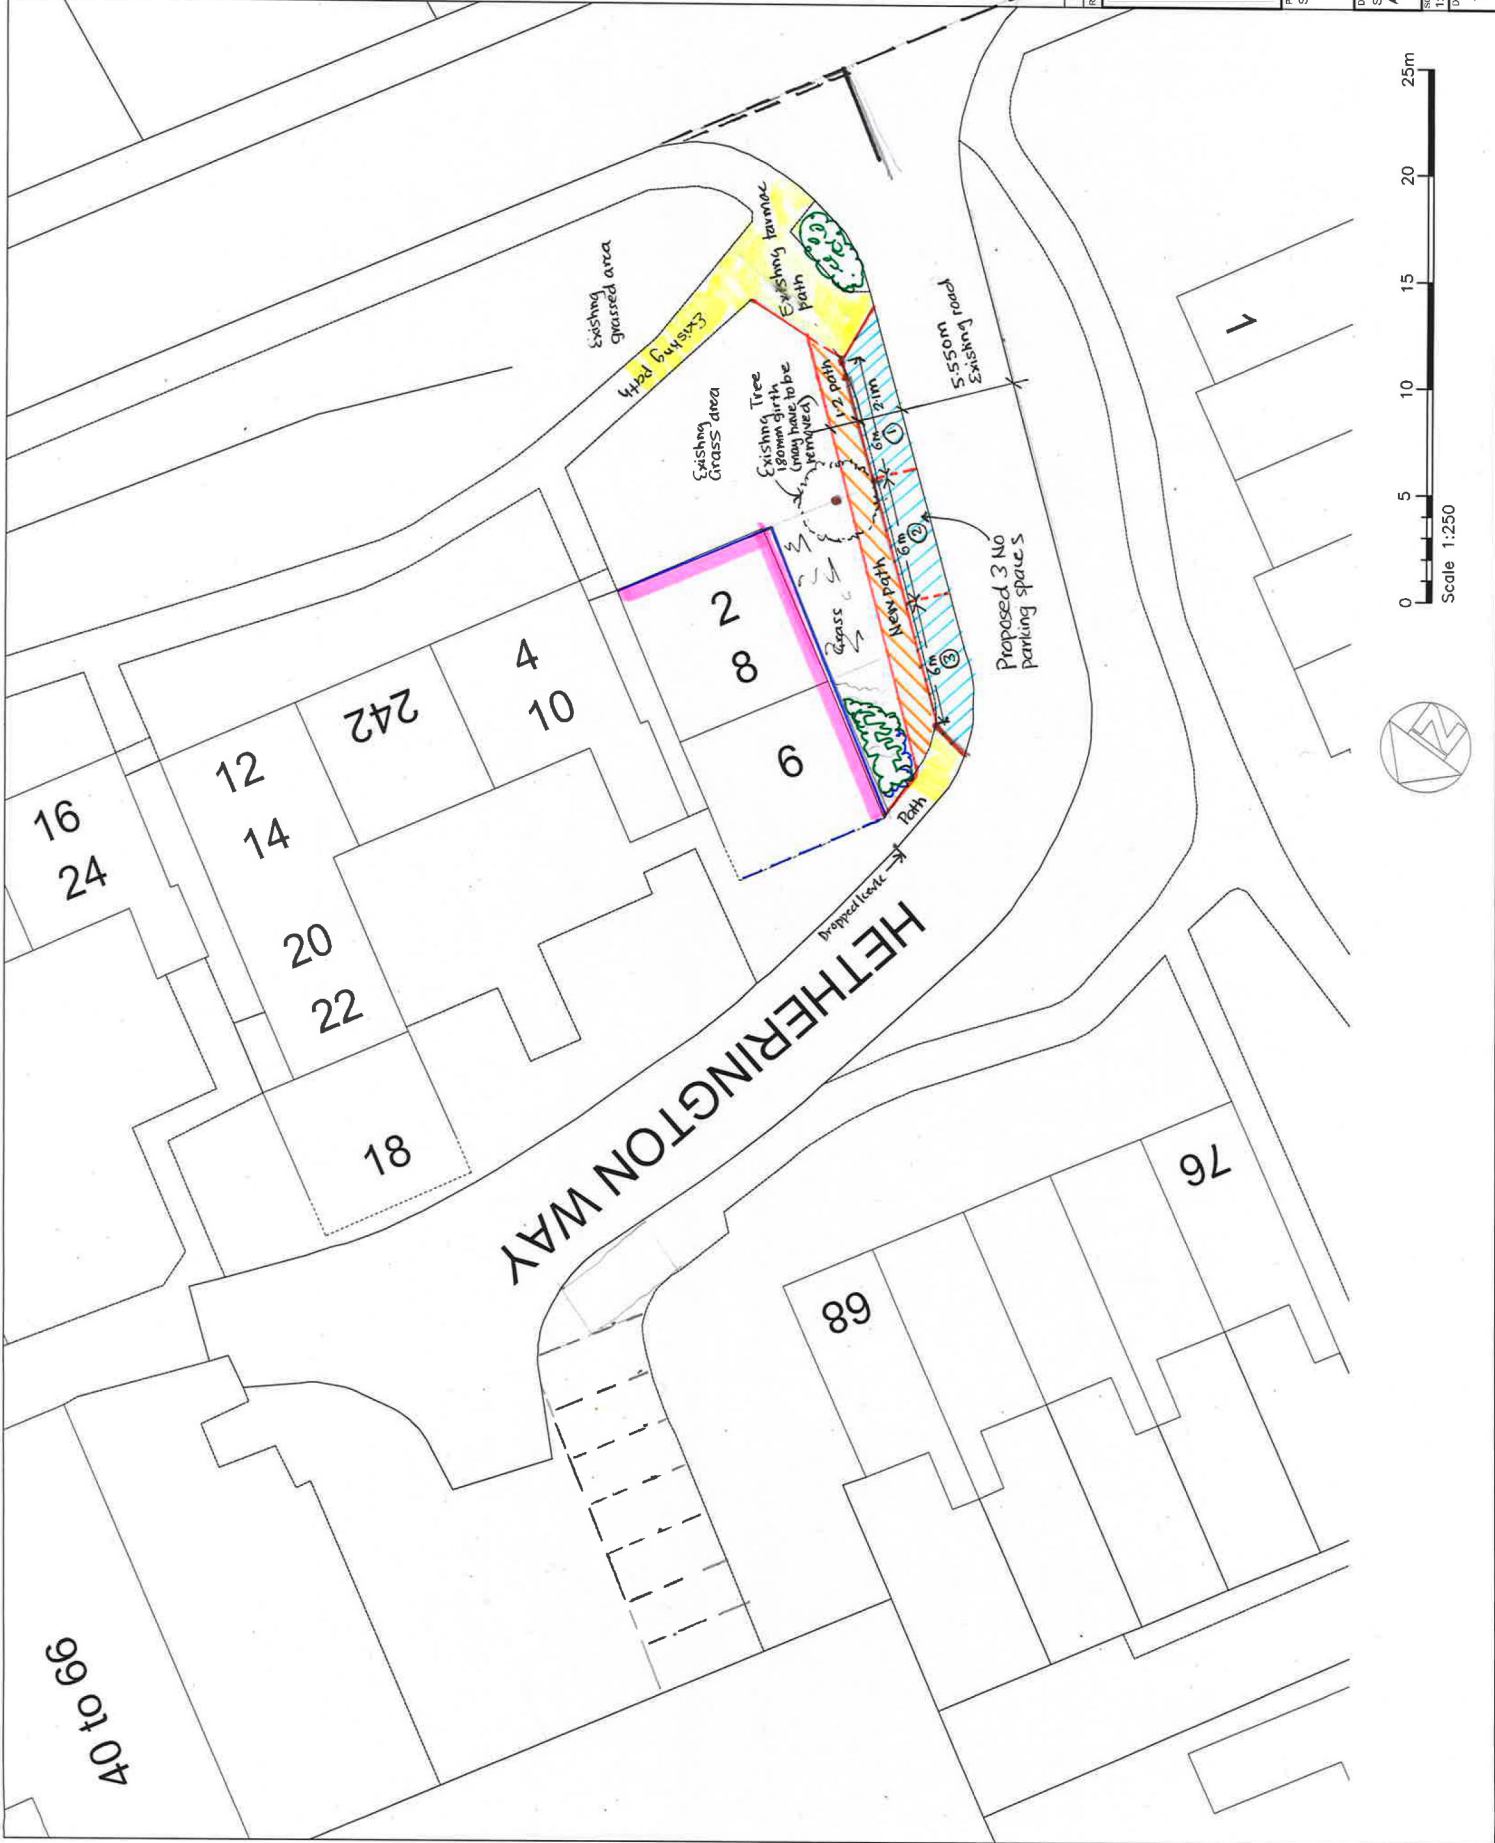 Existing
grassed area
Existing path
Existing tarmac
path
Existing
Grass area
Existing Tree
180mm girth
(may have to be
removed)
1.2 path
2.1m
6m
1
6m
2
6m
3
New path
Grass
5.550m
Existing road
Proposed 3 No
parking spaces
Path
Dropped kerb
HETHERINGTON WAY
2
8
6
4
10
242
12
14
16
24
20
22
18
40 to 66
68
76
1
N
0
5
10
15
20
25m
Scale 1:250